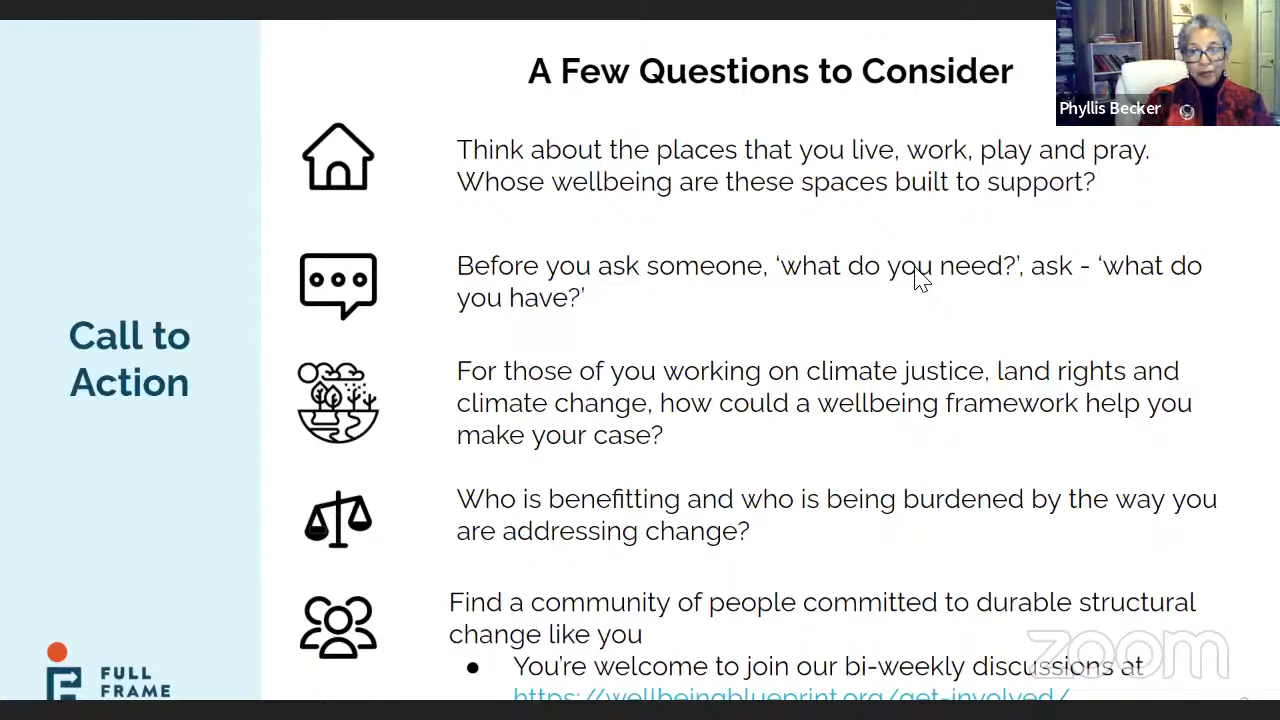 A Few Questions to Consider
Phyllis Becker
Think about the places that you live, work, play and pray.
Whose wellbeing are these spaces built to support?
Before you ask someone, ‘what do you need?’, ask - ‘what do
you have?’
Call to
Action
For those of you working on climate justice, land rights and
climate change, how could a wellbeing framework help you
make your case?
Who is benefitting and who is being burdened by the way you
are addressing change?
Find a community of people committed to durable structural
change like you
● You’re welcome to join our bi-weekly discussions at
https://wellbeingblueprint.org/get-involved/
FULL
FRAME
zoom